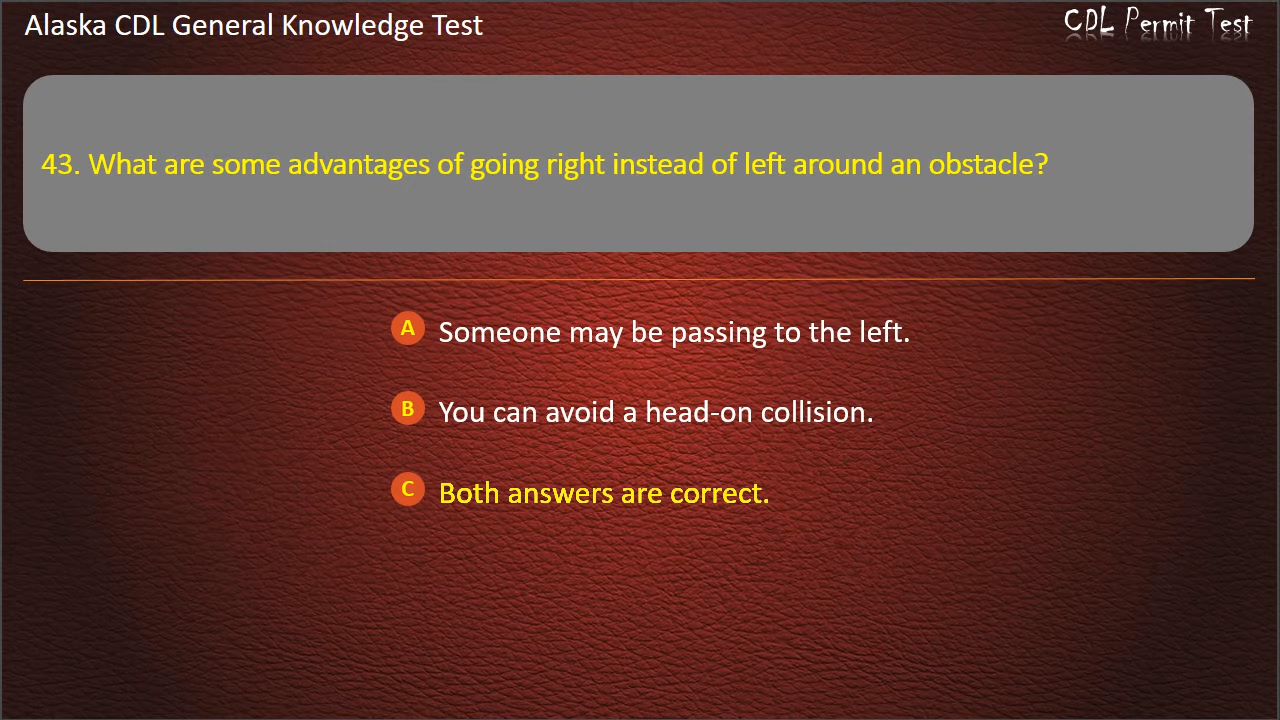 Alaska CDL General Knowledge Test
CDL Permit Test
43. What are some advantages of going right instead of left around an obstacle?
A Someone may be passing to the left.
B You can avoid a head-on collision.
C Both answers are correct.